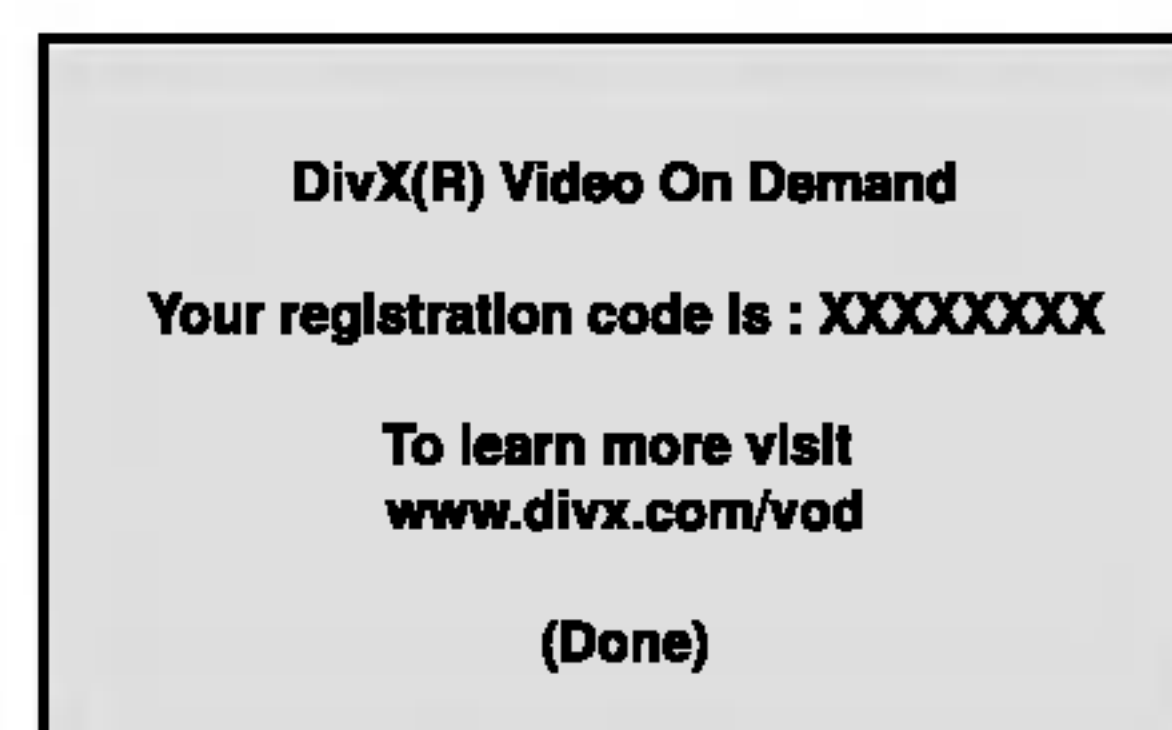 DivX(R) Video On Demand
Your registration code is : XXXXXXXX
To learn more visit
www.divx.com/vod
(Done)